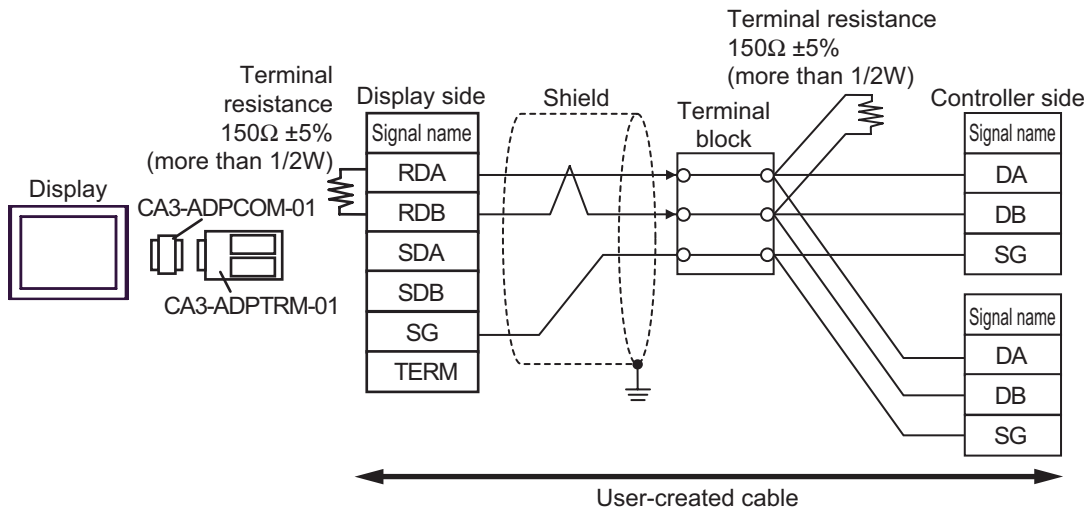 Terminal resistance
150Ω ±5%
(more than 1/2W)
Terminal
resistance
150Ω ±5%
(more than 1/2W)
Display side
Shield
Terminal
block
Controller side
Signal name
RDA
RDB
SDA
SDB
SG
TERM
Signal name
DA
DB
SG
Display
CA3-ADPCOM-01
CA3-ADPTRM-01
Signal name
DA
DB
SG
User-created cable